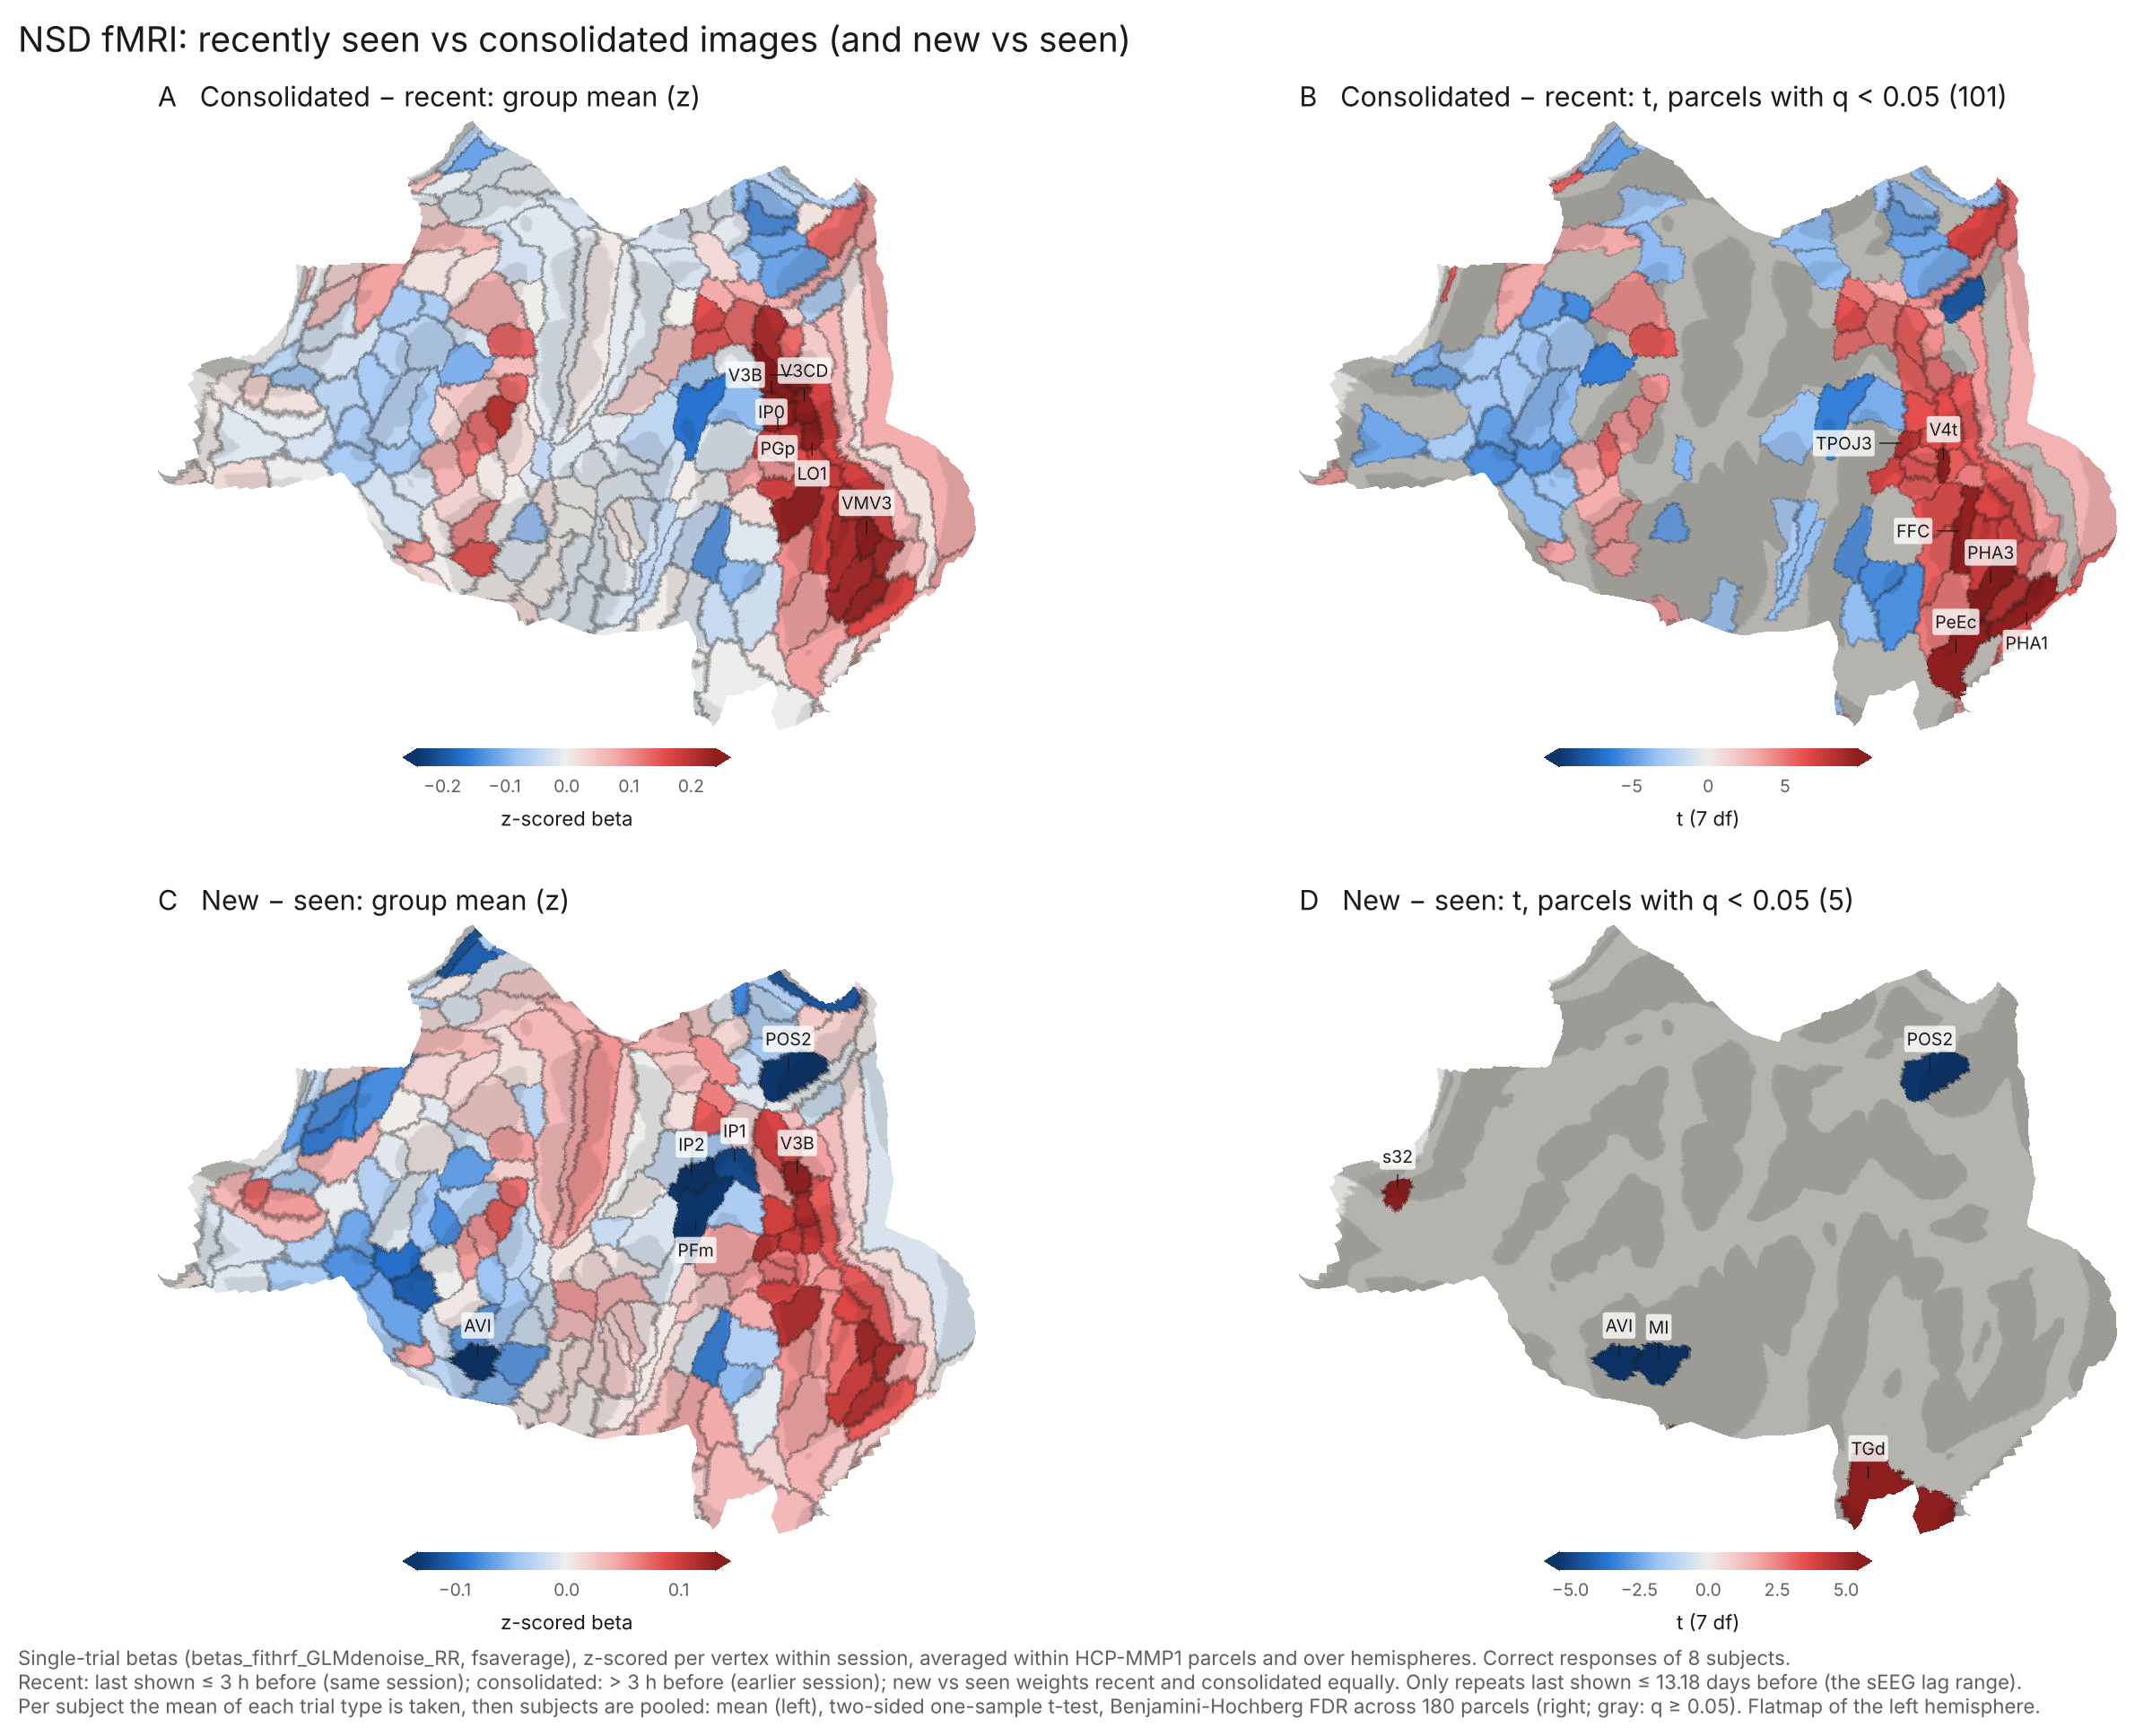 NSD fMRI: recently seen vs consolidated images (and new vs seen)
A Consolidated − recent: group mean (z)
V3B
V3CD
IP0
PGp
LO1
VMV3
−0.2 −0.1 0.0 0.1 0.2
z-scored beta
B Consolidated − recent: t, parcels with q < 0.05 (101)
TPOJ3
V4t
FFC
PHA3
PeEc
PHA1
−5 0 5
t (7 df)
C New − seen: group mean (z)
POS2
IP2
IP1
V3B
PFm
AVI
−0.1 0.0 0.1
z-scored beta
D New − seen: t, parcels with q < 0.05 (5)
POS2
s32
AVI
MI
TGd
−5.0 −2.5 0.0 2.5 5.0
t (7 df)
Single-trial betas (betas_fithrf_GLMdenoise_RR, fsaverage), z-scored per vertex within session, averaged within HCP-MMP1 parcels and over hemispheres. Correct responses of 8 subjects.
Recent: last shown ≤ 3 h before (same session); consolidated: > 3 h before (earlier session); new vs seen weights recent and consolidated equally. Only repeats last shown ≤ 13.18 days before (the sEEG lag range).
Per subject the mean of each trial type is taken, then subjects are pooled: mean (left), two-sided one-sample t-test, Benjamini-Hochberg FDR across 180 parcels (right; gray: q ≥ 0.05). Flatmap of the left hemisphere.